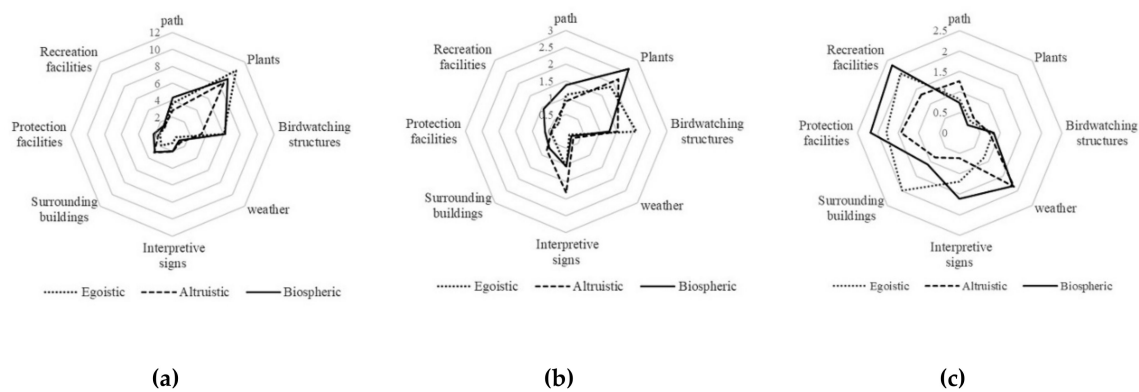 path
12
10
8
6
4
2
Recreation
facilities
Plants
Protection
facilities
Birdwatching
structures
Surrounding
buildings
weather
Interpretive
signs
Egoistic Altruistic Biospheric
(a)
path
3
2.5
2
1.5
1
0.5
Recreation
facilities
Plants
Protection
facilities
Birdwatching
structures
Surrounding
buildings
weather
Interpretive
signs
Egoistic Altruistic Biospheric
(b)
path
2.5
2
1.5
1
0.5
0
Recreation
facilities
Plants
Protection
facilities
Birdwatching
structures
Surrounding
buildings
weather
Interpretive
signs
Egoistic Altruistic Biospheric
(c)